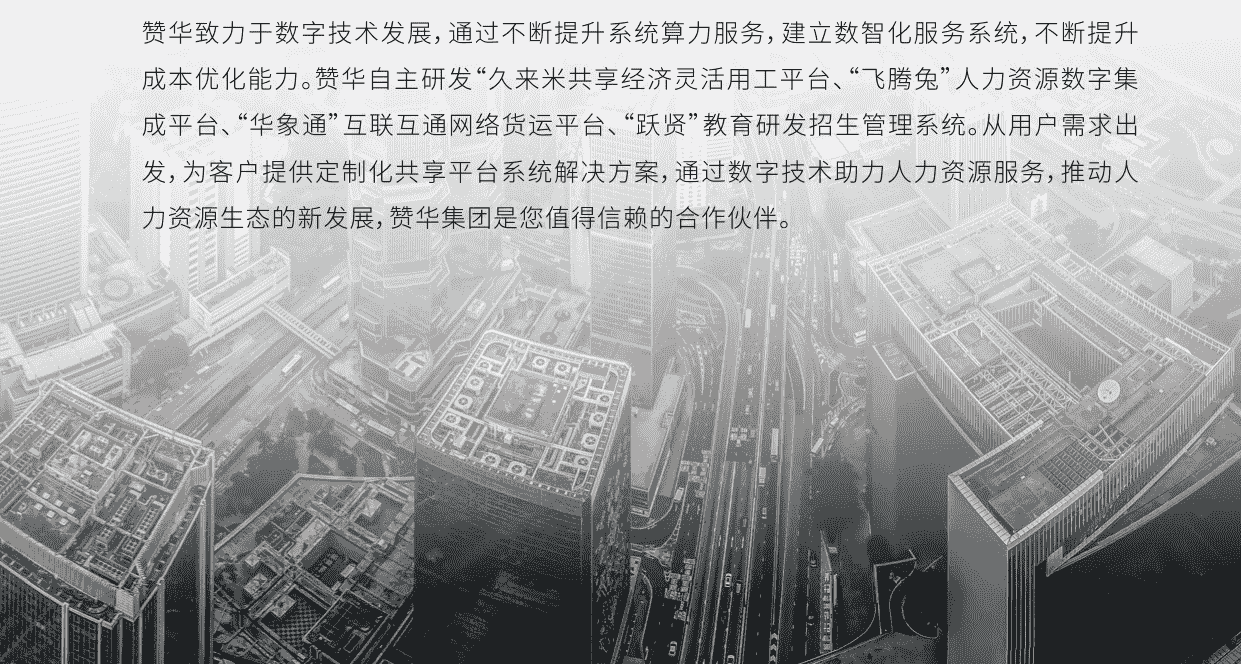 赞华致力于数字技术发展，通过不断提升系统算力服务，建立数智化服务系统，不断提升
成本优化能力。赞华自主研发“久来米共享经济灵活用工平台、“飞腾兔”人力资源数字集
成平台、“华象通”互联互通网络货运平台、“跃贤”教育研发招生管理系统。从用户需求出
发，为客户提供定制化共享平台系统解决方案，通过数字技术助力人力资源服务，推动人
力资源生态的新发展，赞华集团是您值得信赖的合作伙伴。